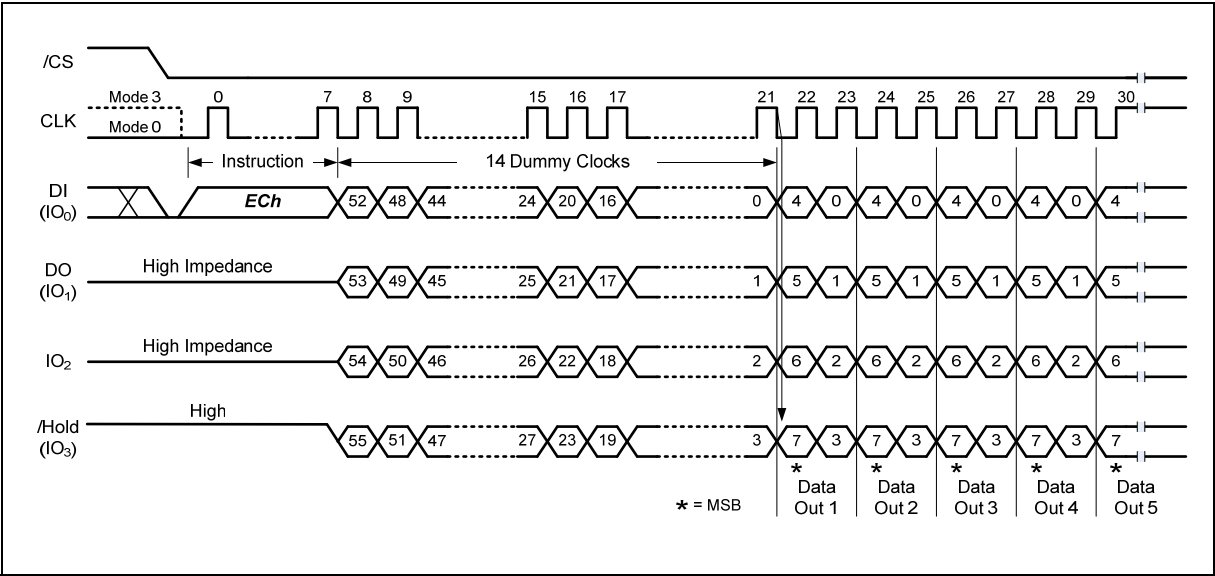 /CS
Mode 3
CLK
Mode 0
0 7 8 9 15 16 17 21 22 23 24 25 26 27 28 29 30
Instruction
14 Dummy Clocks
DI
(IO0)
ECh
52 48 44 24 20 16 0 4 0 4 0 4 0 4 0 4
DO
(IO1)
High Impedance
53 49 45 25 21 17 1 5 1 5 1 5 1 5 1 5
IO2
High Impedance
54 50 46 26 22 18 2 6 2 6 2 6 2 6 2 6
/Hold
(IO3)
High
55 51 47 27 23 19 3 7 3 7 3 7 3 7 3 7
* * * * *
* = MSB
Data
Out 1
Data
Out 2
Data
Out 3
Data
Out 4
Data
Out 5